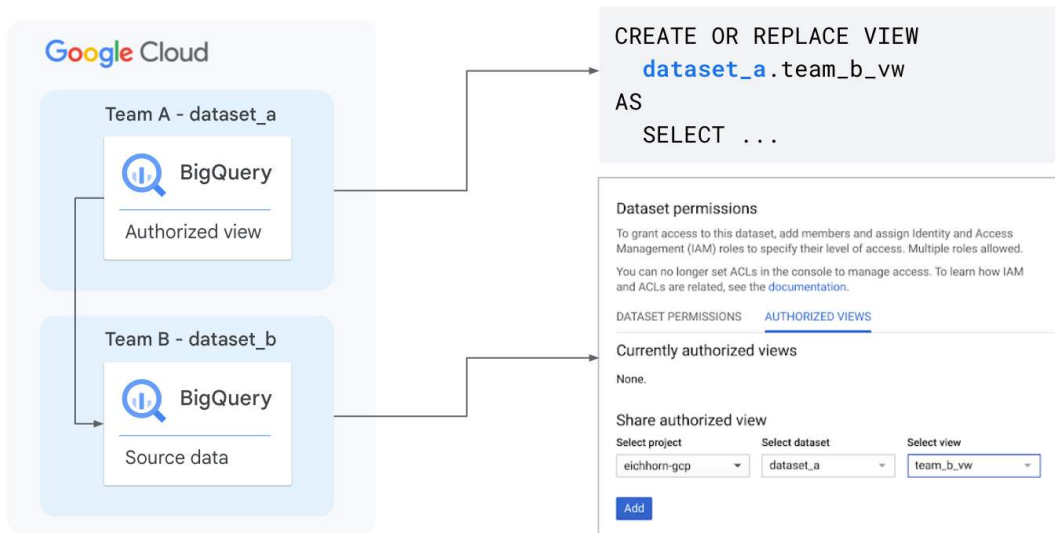 Google Cloud
Team A - dataset_a
BigQuery
Authorized view
Team B - dataset_b
BigQuery
Source data
CREATE OR REPLACE VIEW
dataset_a.team_b_vw
AS
SELECT ...
Dataset permissions
To grant access to this dataset, add members and assign Identity and Access
Management (IAM) roles to specify their level of access. Multiple roles allowed.
You can no longer set ACLs in the console to manage access. To learn how IAM
and ACLs are related, see the documentation.
DATASET PERMISSIONS AUTHORIZED VIEWS
Currently authorized views
None.
Share authorized view
Select project Select dataset Select view
eichhorn-gcp dataset_a team_b_vw
Add